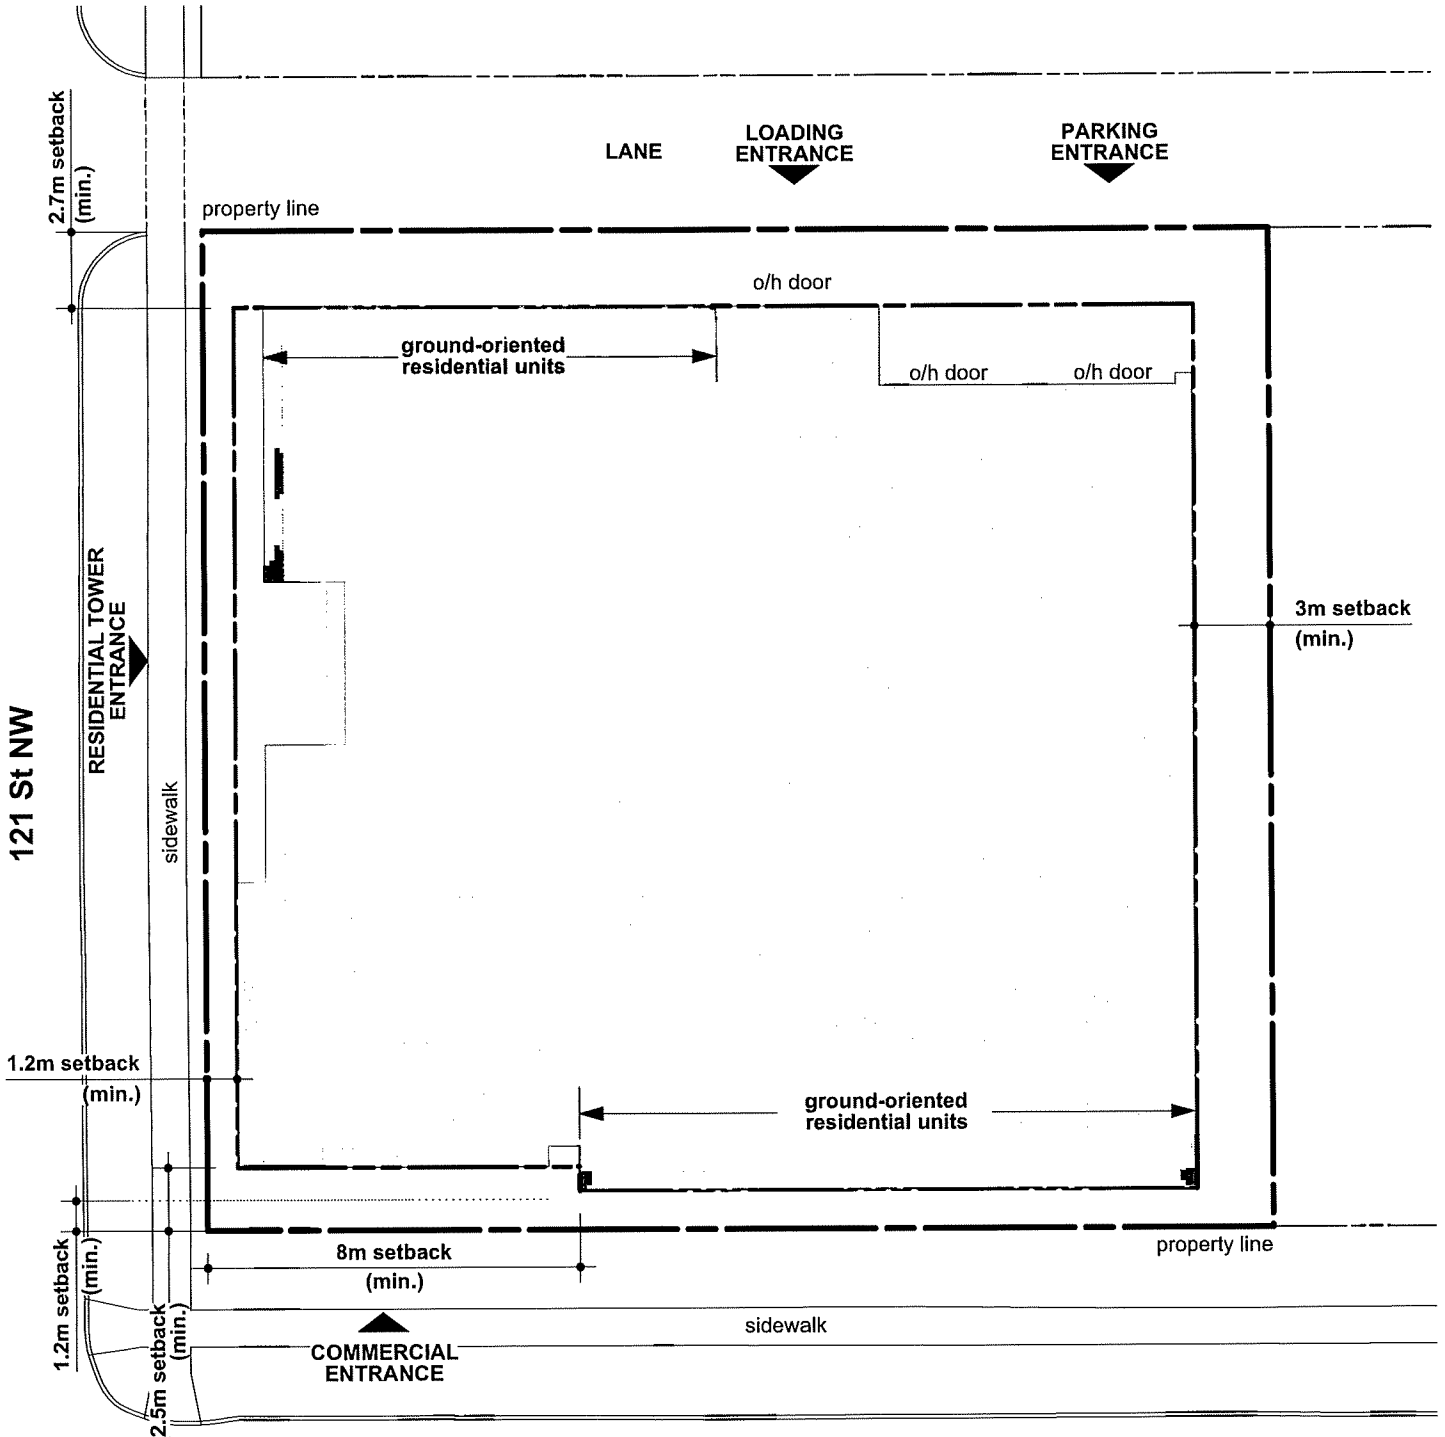 2.7m setback
(min.)
LANE
LOADING
ENTRANCE
PARKING
ENTRANCE
property line
o/h door
ground-oriented
residential units
o/h door
o/h door
RESIDENTIAL TOWER
ENTRANCE
3m setback
(min.)
121 St NW
sidewalk
1.2m setback
(min.)
ground-oriented
residential units
8m setback
(min.)
property line
1.2m setback
(min.)
2.5m setback
(min.)
sidewalk
COMMERCIAL
ENTRANCE